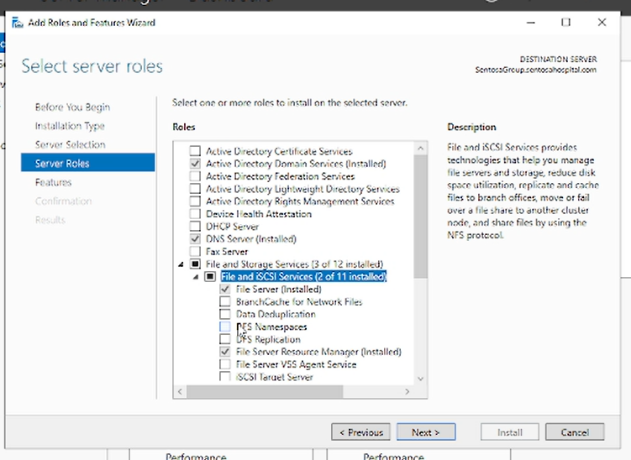 Add Roles and Features Wizard
Select server roles
DESTINATION SERVER
SentosaGroup.sentosahospital.com
Before You Begin
Installation Type
Server Selection
Server Roles
Features
Confirmation
Results
Select one or more roles to install on the selected server.
Roles
Active Directory Certificate Services
Active Directory Domain Services (Installed)
Active Directory Federation Services
Active Directory Lightweight Directory Services
Active Directory Rights Management Services
Device Health Attestation
DHCP Server
DNS Server (Installed)
Fax Server
File and Storage Services (3 of 12 installed)
File and iSCSI Services (2 of 11 installed)
File Server (Installed)
BranchCache for Network Files
Data Deduplication
DFS Namespaces
DFS Replication
File Server Resource Manager (Installed)
File Server VSS Agent Service
iSCSI Target Server
Description
File and iSCSI Services provides
technologies that help you manage
file servers and storage, reduce disk
space utilization, replicate and cache
files to branch offices, move or fail
over a file share to another cluster
node, and share files by using the
NFS protocol.
< Previous
Next >
Install
Cancel
Performance
Performance